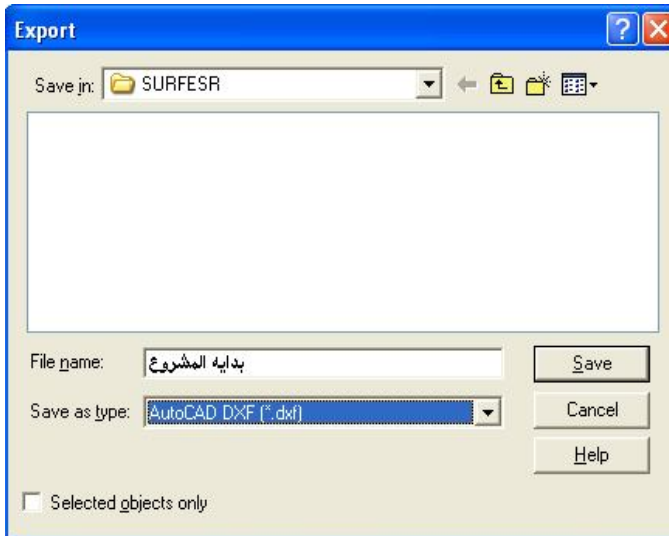 Export
Save in: SURFESR
File name: بدايه المشروع
Save
Save as type: AutoCAD DXF (*.dxf)
Cancel
Help
Selected objects only